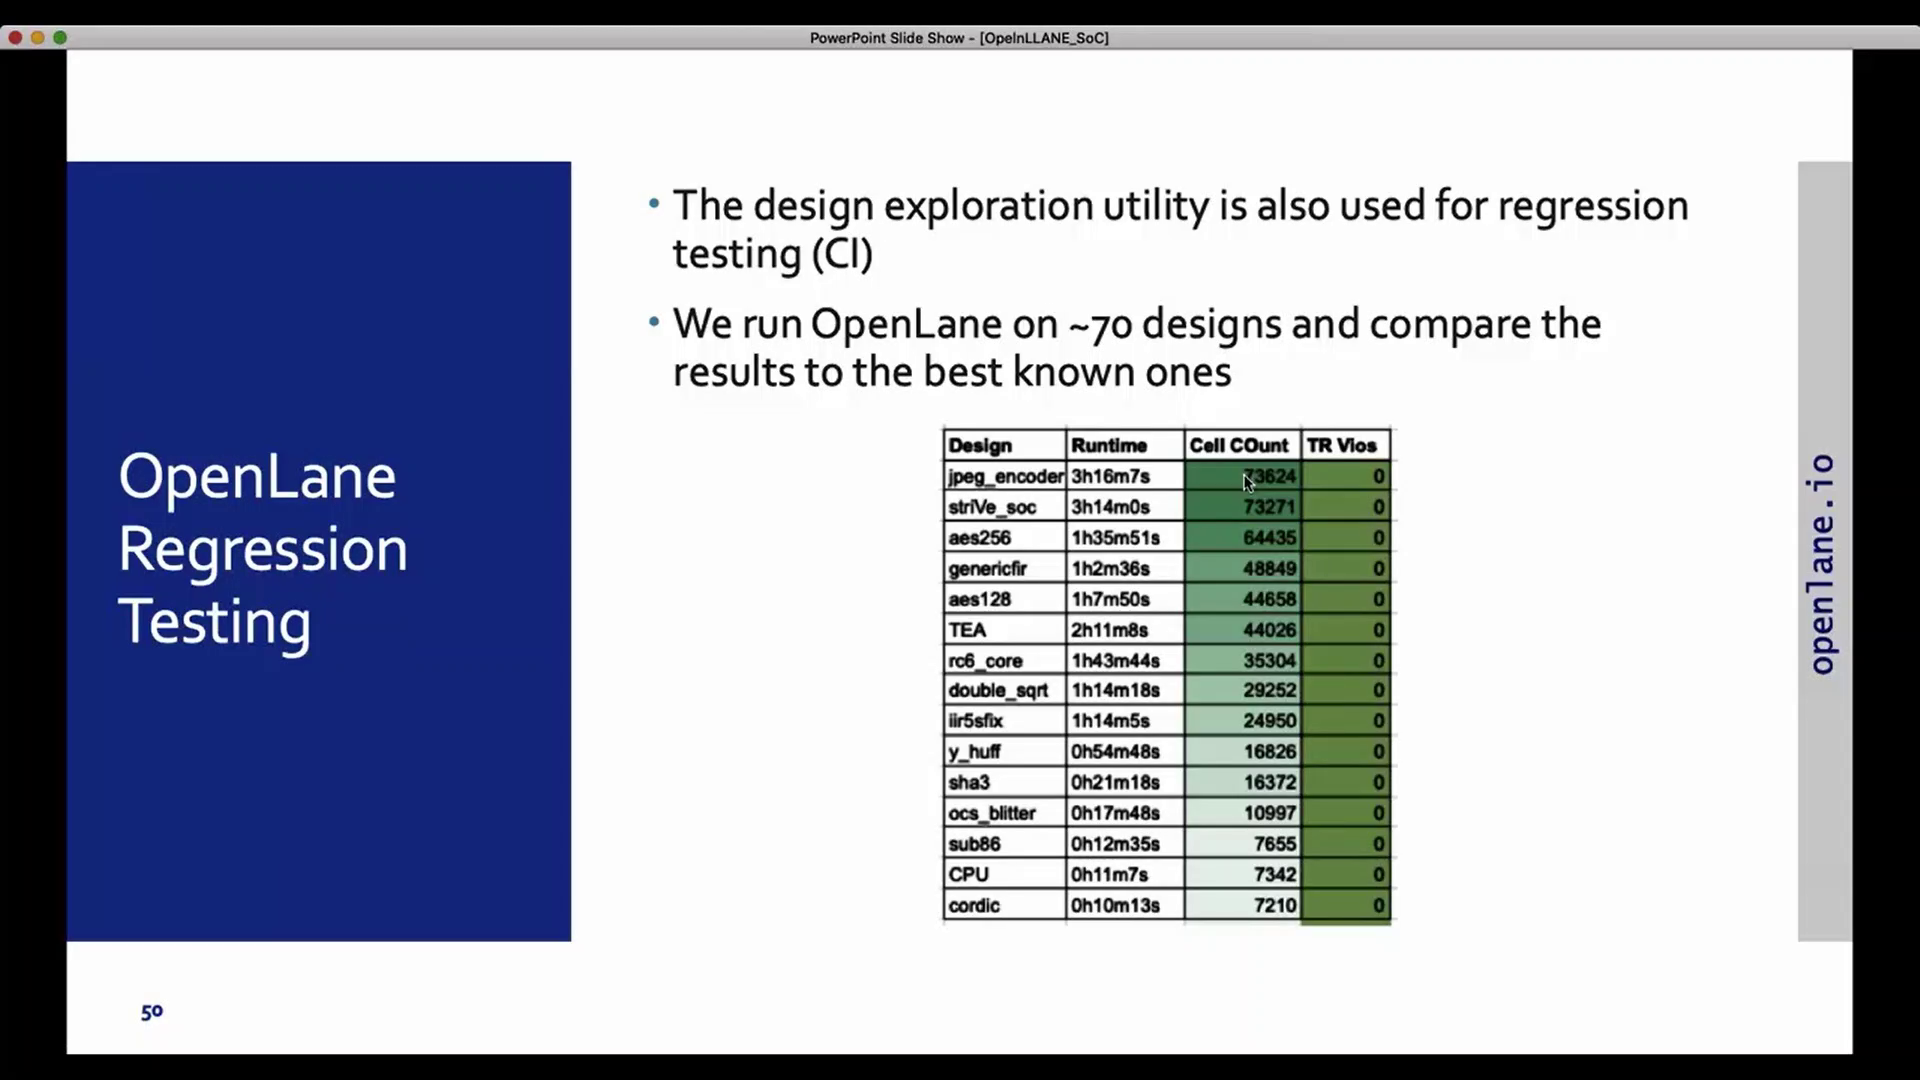 PowerPoint Slide Show - [OpeInLLANE_SoC]
OpenLane
Regression
Testing
• The design exploration utility is also used for regression
testing (CI)
• We run OpenLane on ~70 designs and compare the
results to the best known ones
Design Runtime Cell COunt TR Vios
jpeg_encoder 3h16m7s 73624 0
striVe_soc 3h14m0s 73271 0
aes256 1h35m51s 64435 0
genericfir 1h2m36s 48849 0
aes128 1h7m50s 44658 0
TEA 2h11m8s 44026 0
rc6_core 1h43m44s 35304 0
double_sqrt 1h14m18s 29252 0
iir5sfix 1h14m5s 24950 0
y_huff 0h54m48s 16826 0
sha3 0h21m18s 16372 0
ocs_blitter 0h17m48s 10997 0
sub86 0h12m35s 7655 0
CPU 0h11m7s 7342 0
cordic 0h10m13s 7210 0
openlane.io
50